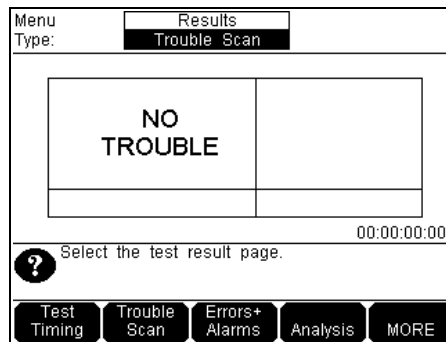 Menu Results
Type: Trouble Scan
NO
TROUBLE
00:00:00:00
? Select the test result page.
Test Timing Trouble Scan Errors+ Alarms Analysis MORE